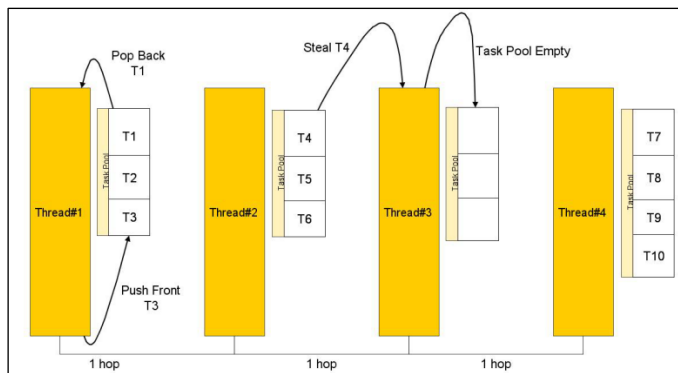 Pop Back
T1
Steal T4
Task Pool Empty
Thread#1
Task Pool
T1
T2
T3
Thread#2
Task Pool
T4
T5
T6
Thread#3
Task Pool
Thread#4
Task Pool
T7
T8
T9
T10
Push Front
T3
1 hop
1 hop
1 hop